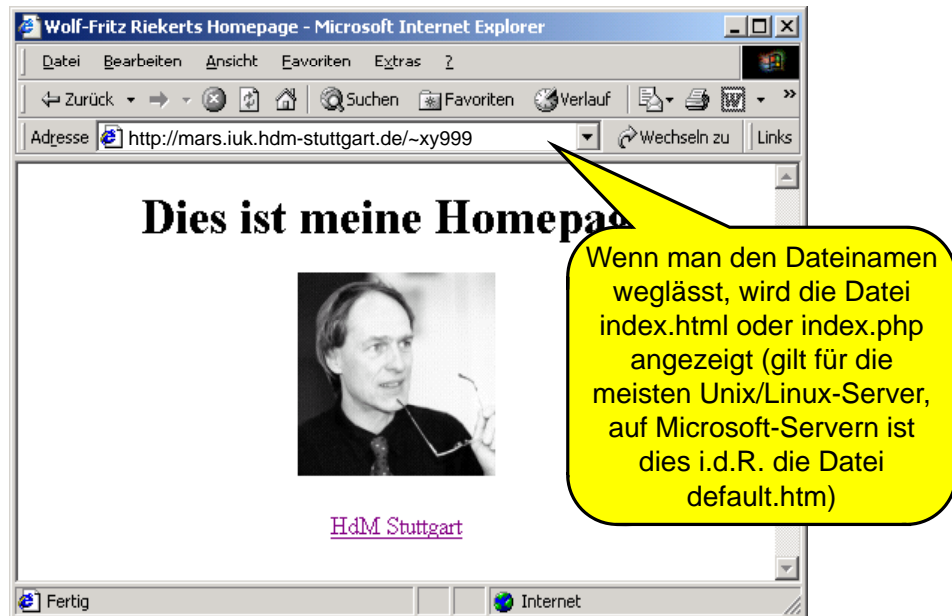 Wolf-Fritz Riekerts Homepage - Microsoft Internet Explorer
Datei Bearbeiten Ansicht Favoriten Extras ?
Zurück Suchen Favoriten Verlauf »
Adresse http://mars.iuk.hdm-stuttgart.de/~xy999 Wechseln zu Links
Dies ist meine Homepag
Wenn man den Dateinamen
weglässt, wird die Datei
index.html oder index.php
angezeigt (gilt für die
meisten Unix/Linux-Server,
auf Microsoft-Servern ist
dies i.d.R. die Datei
default.htm)
HdM Stuttgart
Fertig Internet